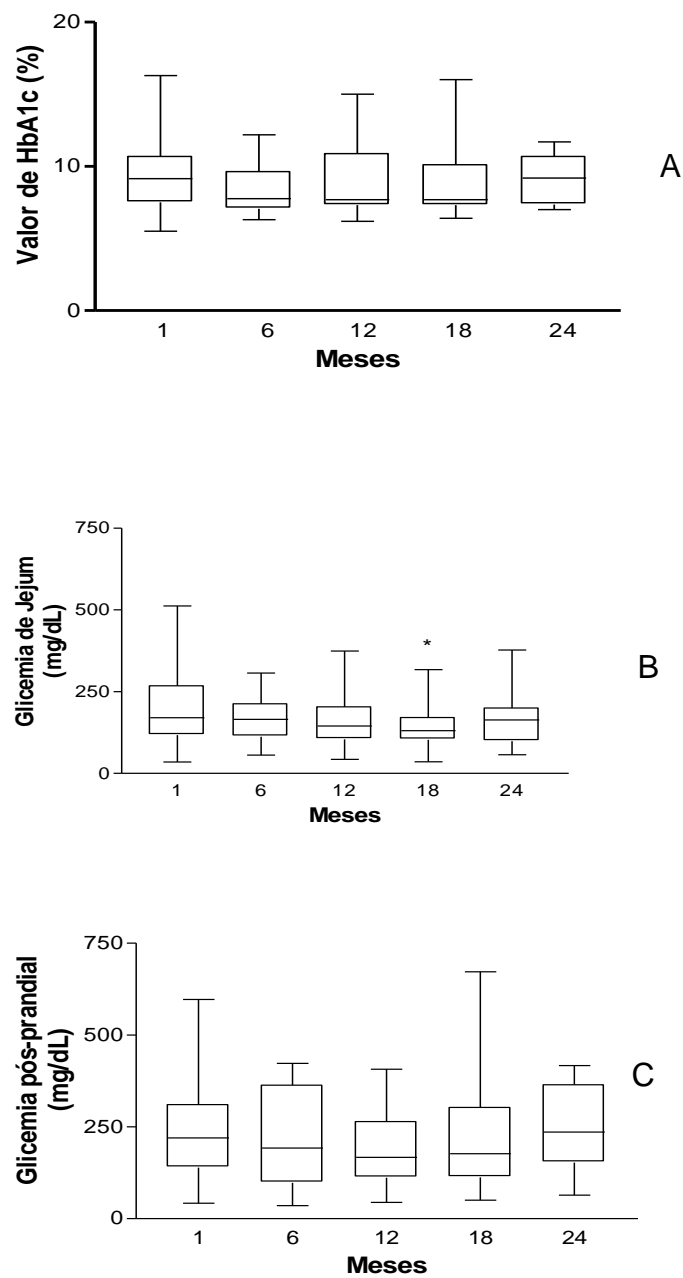 20
10
0
Valor de HbA1c (%)
1 6 12 18 24
Meses
A
750
500
250
0
Glicemia de Jejum
(mg/dL)
*
1 6 12 18 24
Meses
B
750
500
250
0
Glicemia pós-prandial
(mg/dL)
1 6 12 18 24
Meses
C